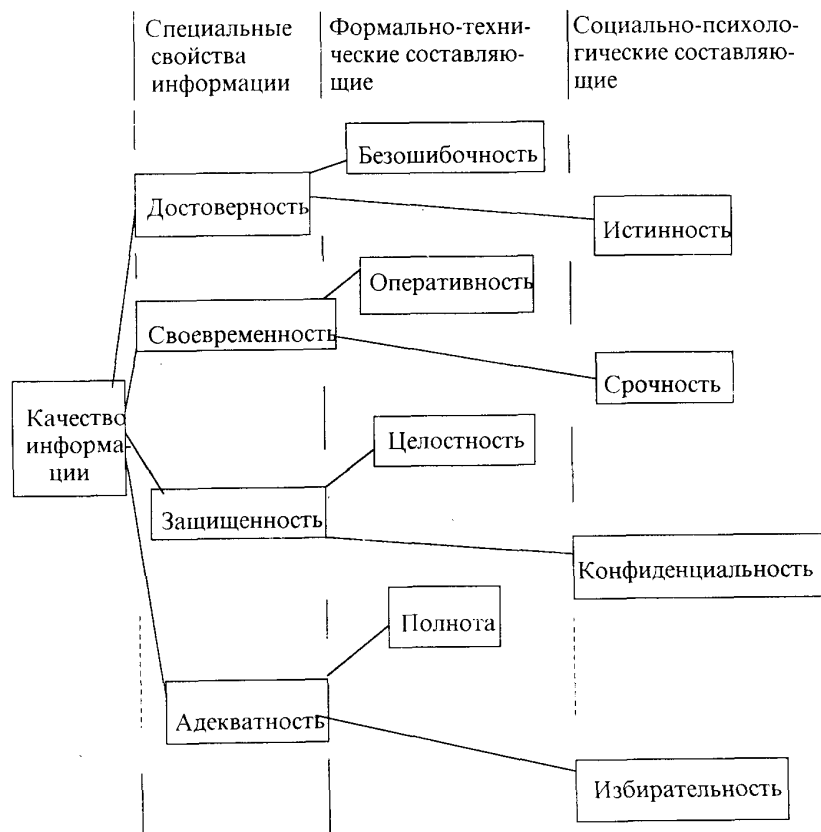 Специальные
свойства
информации
Формально-техни-
ческие составляю-
щие
Социально-психоло-
гические составляю-
щие
Безошибочность
Достоверность
Истинность
Оперативность
Своевременность
Срочность
Качество
информа-
ции
Целостность
Защищенность
Конфиденциальность
Полнота
Адекватность
Избирательность